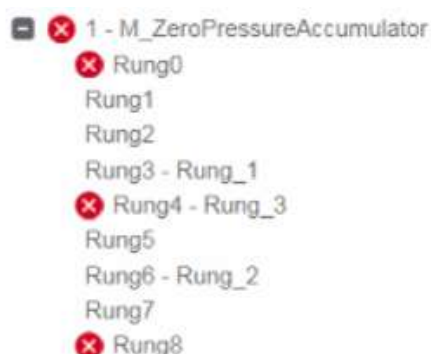 1 - M_ZeroPressureAccumulator
Rung0
Rung1
Rung2
Rung3 - Rung_1
Rung4 - Rung_3
Rung5
Rung6 - Rung_2
Rung7
Rung8